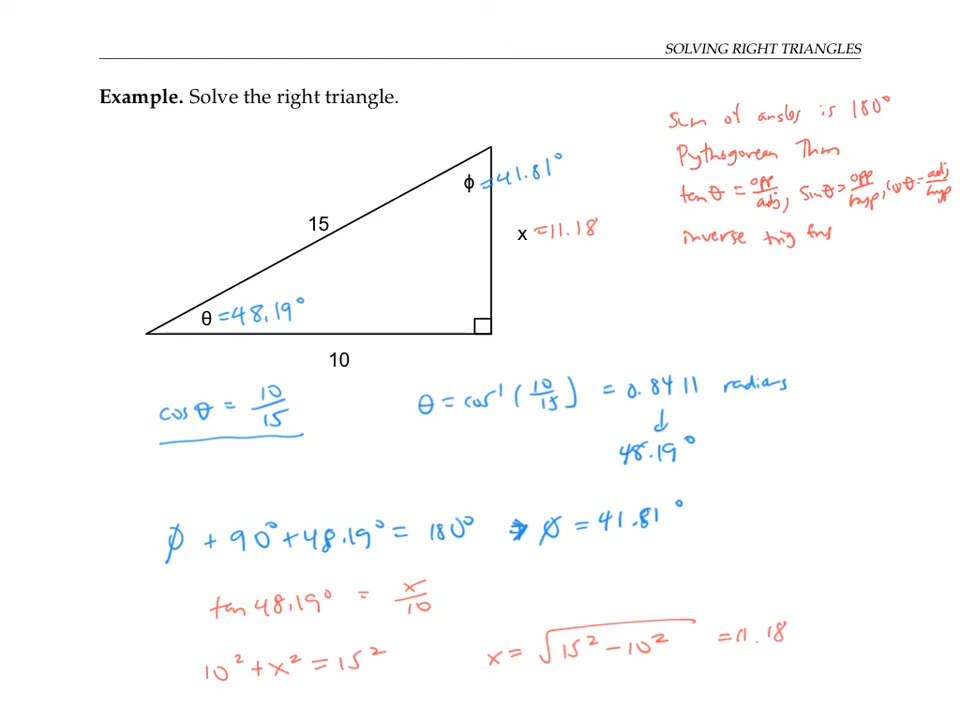 SOLVING RIGHT TRIANGLES
Example. Solve the right triangle.
Sum of angles is 180°
Pythagorean Thm
tan θ = opp/adj, sin θ = opp/hyp, cos θ = adj/hyp
inverse trig fns
ϕ = 41.81°
15
x = 11.18
θ = 48.19°
10
cos θ = 10/15
θ = cos⁻¹ (10/15) = 0.8411 radians
↓
48.19°
ϕ + 90° + 48.19° = 180° → ϕ = 41.81°
tan 48.19° = x/10
10² + x² = 15²
x = √(15² − 10²) = 11.18